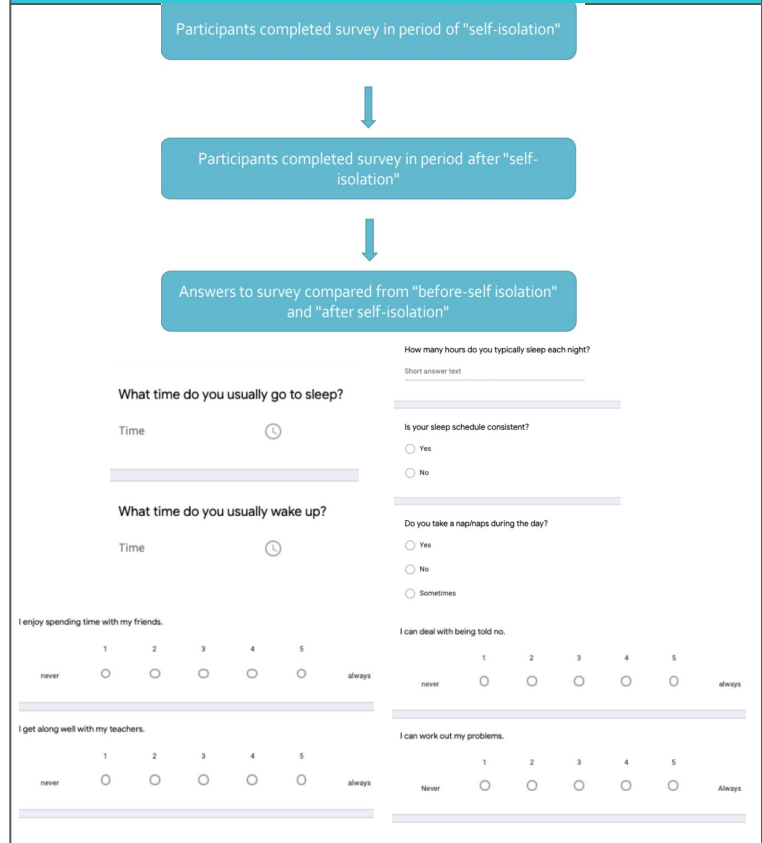 Participants completed survey in period of "self-isolation"
Participants completed survey in period after "self-
isolation"
Answers to survey compared from "before-self isolation"
and "after self-isolation"
What time do you usually go to sleep?
Time
What time do you usually wake up?
Time
How many hours do you typically sleep each night?
Short answer text
Is your sleep schedule consistent?
Yes
No
Do you take a nap/naps during the day?
Yes
No
Sometimes
I enjoy spending time with my friends.
1 2 3 4 5
never always
I get along well with my teachers.
1 2 3 4 5
never always
I can deal with being told no.
1 2 3 4 5
never always
I can work out my problems.
1 2 3 4 5
Never Always